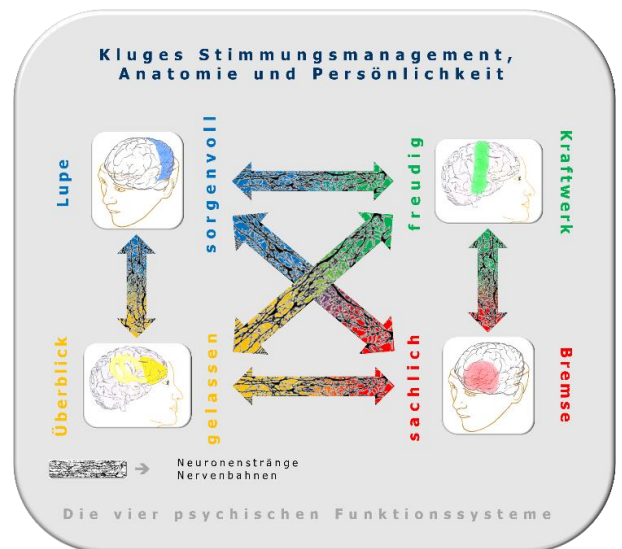 Kluges Stimmungsmanagement,
Anatomie und Persönlichkeit
Lupe
sorgenvoll
freudig
Kraftwerk
Überblick
gelassen
sachlich
Bremse
Neuronenstränge
Nervenbahnen
Die vier psychischen Funktionssysteme